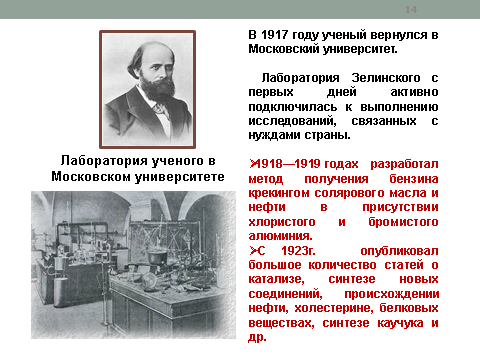 14
В 1917 году ученый вернулся в
Московский университет.
Лаборатория Зелинского с
первых дней активно
подключилась к выполнению
исследований, связанных с
нуждами страны.
Лаборатория ученого в
Московском университете
➢1918—1919 годах разработал
метод получения бензина
крекингом солярового масла и
нефти в присутствии
хлористого и бромистого
алюминия.
➢С 1923г. опубликовал
большое количество статей о
катализе, синтезе новых
соединений, происхождении
нефти, холестерине, белковых
веществах, синтезе каучука и
др.